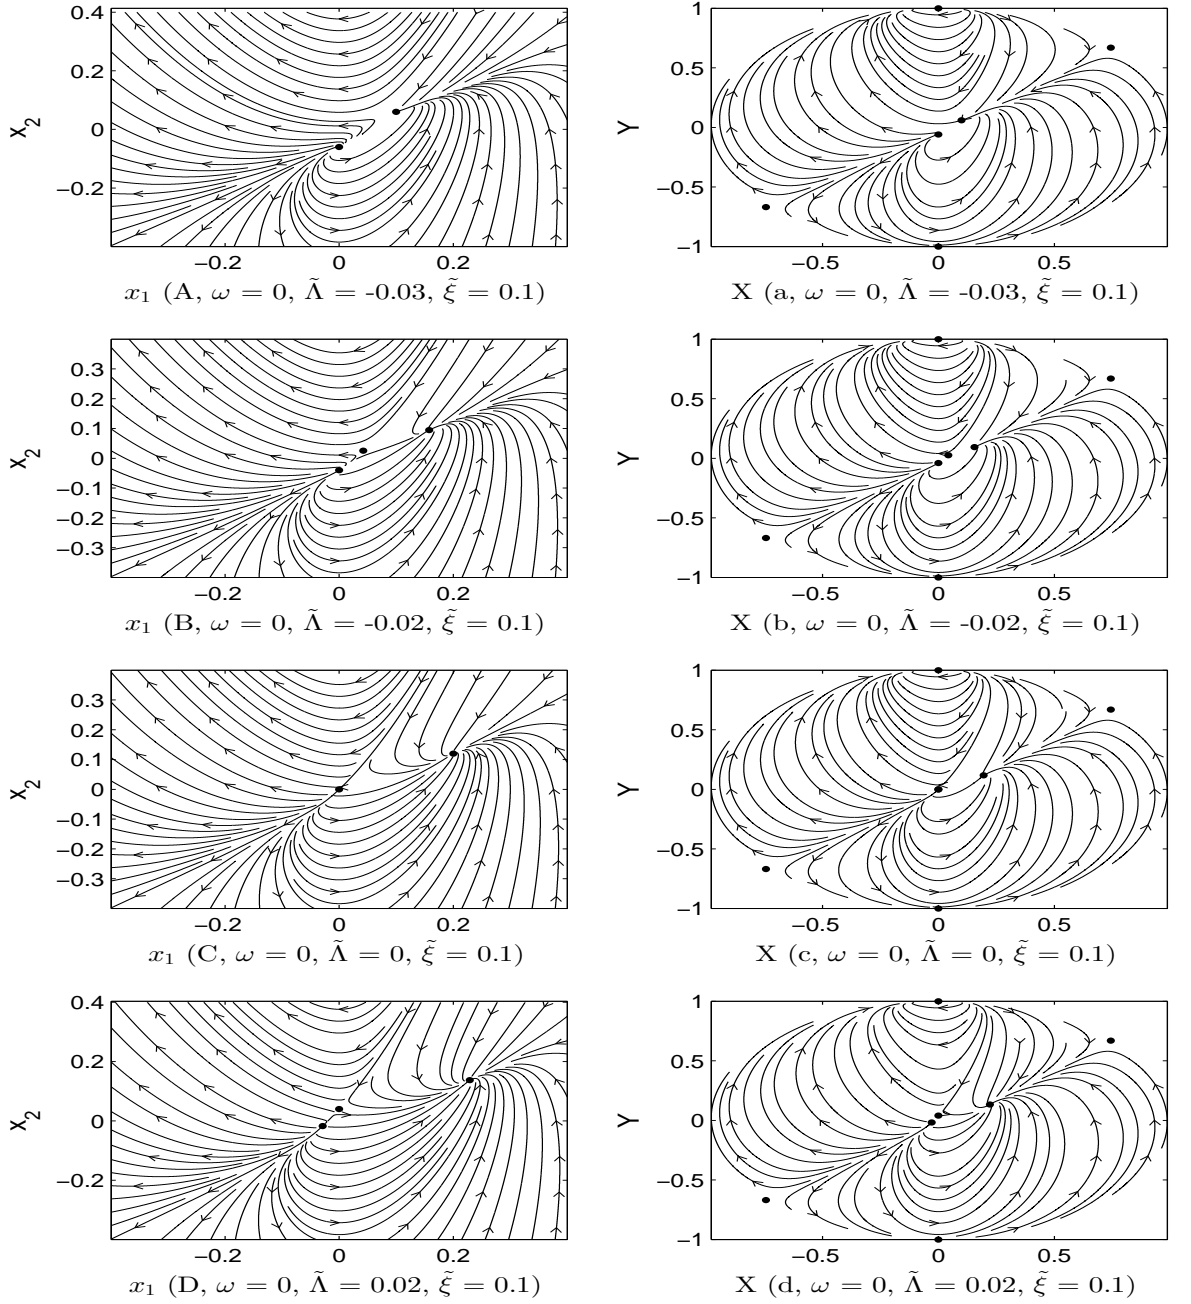 0.4
0.2
0
−0.2
x2
−0.2 0 0.2
x1 (A, ω = 0, Λ̃ = -0.03, ξ̃ = 0.1)
1
0.5
0
−0.5
−1
Y
−0.5 0 0.5
X (a, ω = 0, Λ̃ = -0.03, ξ̃ = 0.1)
0.3
0.2
0.1
0
−0.1
−0.2
−0.3
x2
−0.2 0 0.2
x1 (B, ω = 0, Λ̃ = -0.02, ξ̃ = 0.1)
1
0.5
0
−0.5
−1
Y
−0.5 0 0.5
X (b, ω = 0, Λ̃ = -0.02, ξ̃ = 0.1)
0.3
0.2
0.1
0
−0.1
−0.2
−0.3
x2
−0.2 0 0.2
x1 (C, ω = 0, Λ̃ = 0, ξ̃ = 0.1)
1
0.5
0
−0.5
−1
Y
−0.5 0 0.5
X (c, ω = 0, Λ̃ = 0, ξ̃ = 0.1)
0.4
0.2
0
−0.2
x2
−0.2 0 0.2
x1 (D, ω = 0, Λ̃ = 0.02, ξ̃ = 0.1)
1
0.5
0
−0.5
−1
Y
−0.5 0 0.5
X (d, ω = 0, Λ̃ = 0.02, ξ̃ = 0.1)